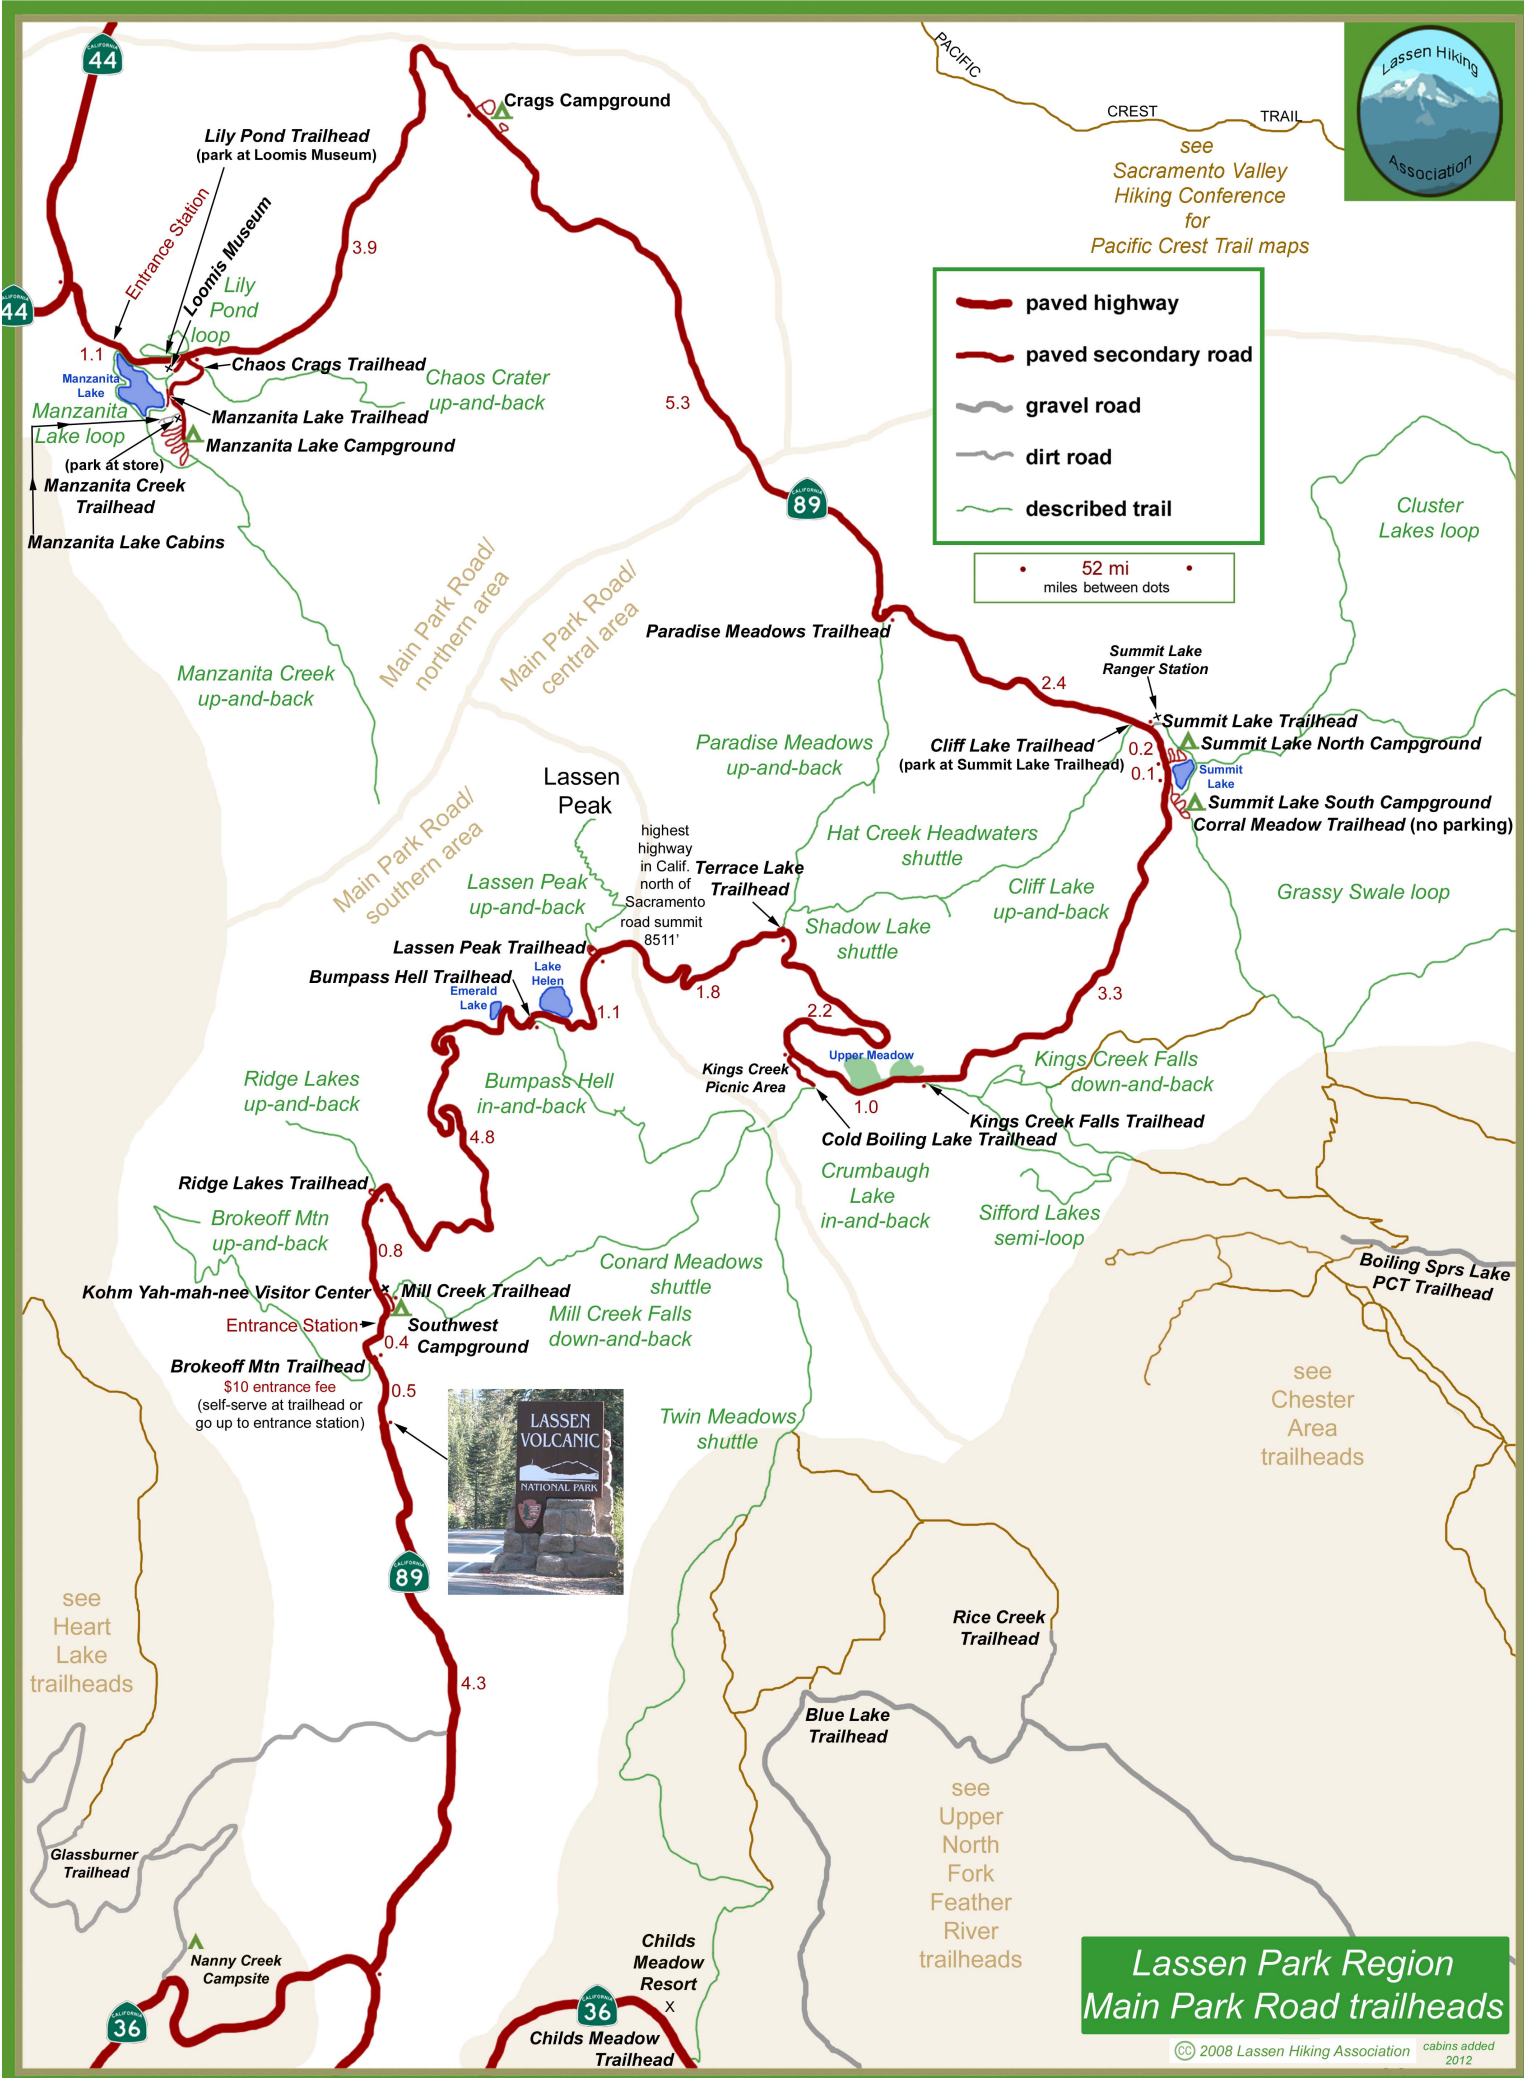 CALIFORNIA
44
Crags Campground
Lily Pond Trailhead
(park at Loomis Museum)
PACIFIC
CREST
TRAIL
Lassen Hiking
Association
see
Sacramento Valley
Hiking Conference
for
Pacific Crest Trail maps
Entrance Station
Loomis Museum
3.9
Lily
Pond
loop
CALIFORNIA
44
1.1
Manzanita
Lake
Chaos Crags Trailhead
Chaos Crater
up-and-back
Manzanita
Lake loop
Manzanita Lake Trailhead
Manzanita Lake Campground
(park at store)
Manzanita Creek
Trailhead
Manzanita Lake Cabins
5.3
paved highway
paved secondary road
gravel road
dirt road
described trail
52 mi
miles between dots
CALIFORNIA
89
Cluster
Lakes loop
Main Park Road/
northern area
Main Park Road/
central area
Paradise Meadows Trailhead
Manzanita Creek
up-and-back
2.4
Summit Lake
Ranger Station
Summit Lake Trailhead
Summit Lake North Campground
Cliff Lake Trailhead
(park at Summit Lake Trailhead)
0.2
0.1
Summit
Lake
Summit Lake South Campground
Corral Meadow Trailhead (no parking)
Paradise Meadows
up-and-back
Lassen
Peak
Main Park Road/
southern area
highest
highway
in Calif.
north of
Sacramento
road summit
8511'
Terrace Lake
Trailhead
Hat Creek Headwaters
shuttle
Cliff Lake
up-and-back
Grassy Swale loop
Lassen Peak
up-and-back
Shadow Lake
shuttle
Lassen Peak Trailhead
Bumpass Hell Trailhead
Lake
Helen
Emerald
Lake
1.1
1.8
2.2
3.3
Upper Meadow
Kings Creek
Picnic Area
1.0
Kings Creek Falls
down-and-back
Kings Creek Falls Trailhead
Cold Boiling Lake Trailhead
Ridge Lakes
up-and-back
Bumpass Hell
in-and-back
4.8
Crumbaugh
Lake
in-and-back
Sifford Lakes
semi-loop
Ridge Lakes Trailhead
Brokeoff Mtn
up-and-back
0.8
Conard Meadows
shuttle
Boiling Sprs Lake
PCT Trailhead
Kohm Yah-mah-nee Visitor Center
Mill Creek Trailhead
Mill Creek Falls
down-and-back
Entrance Station
Southwest
Campground
0.4
Brokeoff Mtn Trailhead
$10 entrance fee
(self-serve at trailhead or
go up to entrance station)
0.5
LASSEN
VOLCANIC
NATIONAL PARK
Twin Meadows
shuttle
see
Chester
Area
trailheads
CALIFORNIA
89
see
Heart
Lake
trailheads
4.3
Rice Creek
Trailhead
Blue Lake
Trailhead
see
Upper
North
Fork
Feather
River
trailheads
Glassburner
Trailhead
Nanny Creek
Campsite
CALIFORNIA
36
Childs
Meadow
Resort
X
CALIFORNIA
36
Childs Meadow
Trailhead
Lassen Park Region
Main Park Road trailheads
cc 2008 Lassen Hiking Association
cabins added
2012